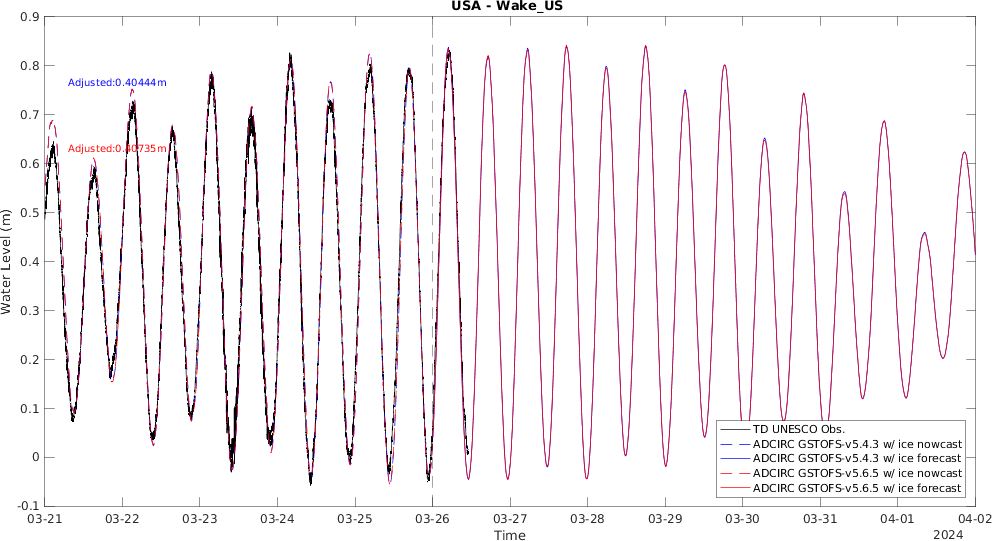 USA - Wake_US
0.9
0.8
0.7
0.6
0.5
0.4
0.3
0.2
0.1
0
-0.1
Water Level (m)
Adjusted:0.40444m
Adjusted:0.40735m
TD UNESCO Obs.
ADCIRC GSTOFS-v5.4.3 w/ ice nowcast
ADCIRC GSTOFS-v5.4.3 w/ ice forecast
ADCIRC GSTOFS-v5.6.5 w/ ice nowcast
ADCIRC GSTOFS-v5.6.5 w/ ice forecast
03-21 03-22 03-23 03-24 03-25 03-26 03-27 03-28 03-29 03-30 03-31 04-01 04-02
Time
2024